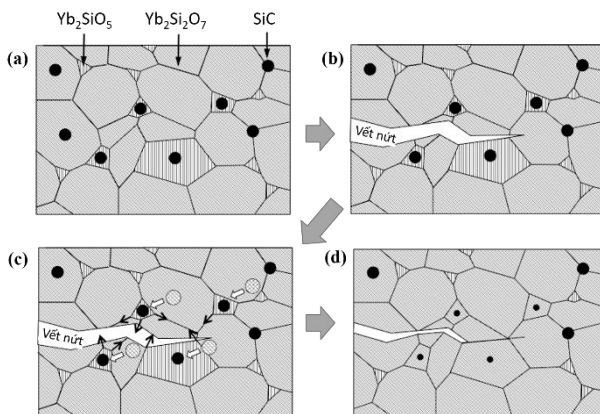 Yb₂SiO₅ Yb₂Si₂O₇ SiC
(a)
(b)
Vết nứt
(c)
Vết nứt
(d)